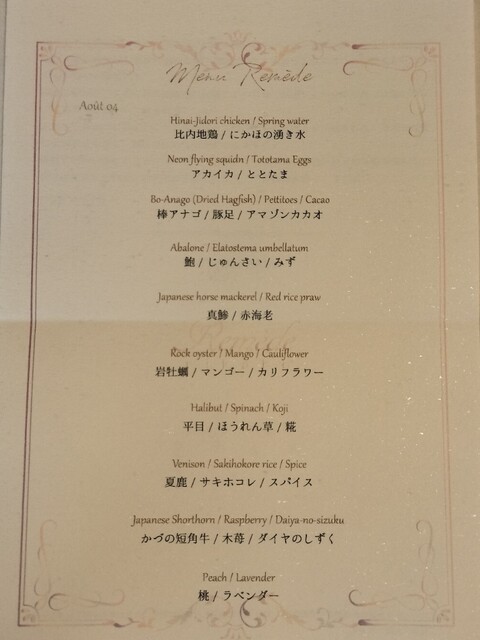 Menu Remède
Août 04
Hinai-Jidori chicken / Spring water
比内地鶏 / にかほの湧き水
Neon flying squidn / Tototama Eggs
アカイカ / ととたま
Bo-Anago (Dried Hagfish) / Pettitoes / Cacao
棒アナゴ / 豚足 / アマゾンカカオ
Abalone / Elatostema umbellatum
鮑 / じゅんさい / みず
Japanese horse mackerel / Red rice praw
真鯵 / 赤海老
Rock oyster / Mango / Cauliflower
岩牡蠣 / マンゴー / カリフラワー
Halibut / Spinach / Koji
平目 / ほうれん草 / 糀
Venison / Sakihokore rice / Spice
夏鹿 / サキホコレ / スパイス
Japanese Shorthorn / Raspberry / Daiya-no-sizuku
かづの短角牛 / 木苺 / ダイヤのしずく
Peach / Lavender
桃 / ラベンダー